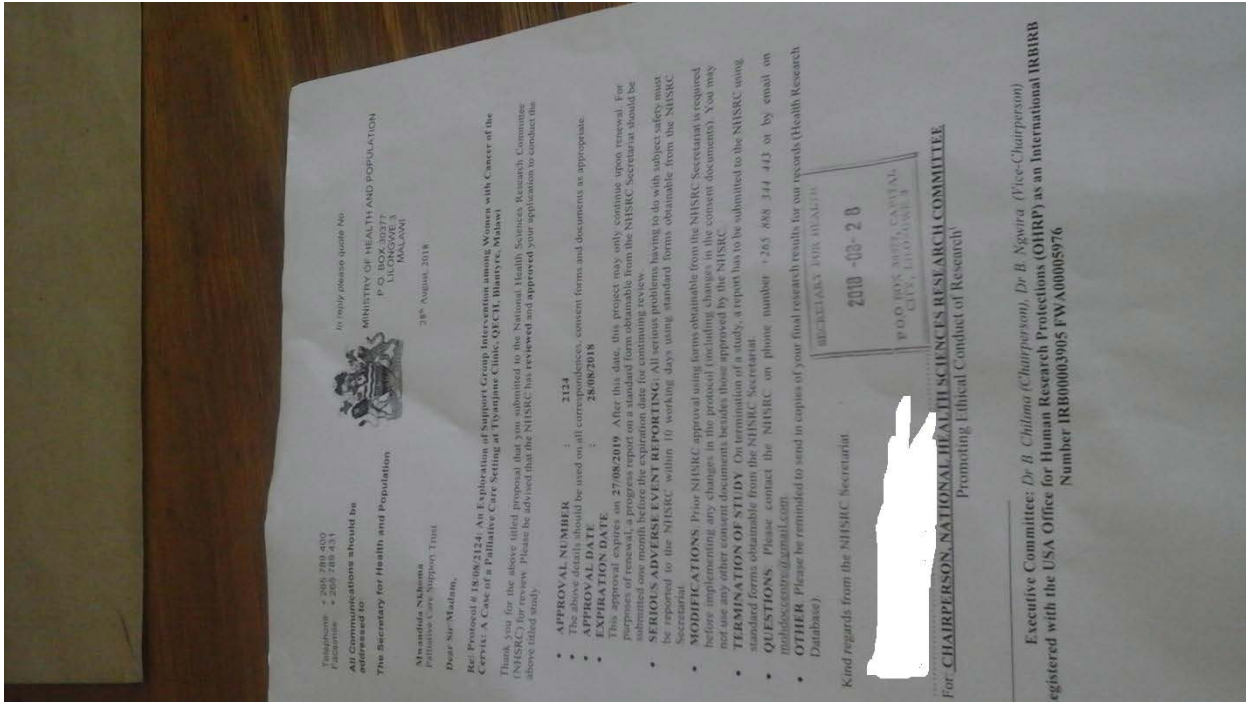 In reply please quote No
MINISTRY OF HEALTH AND POPULATION
P.O. BOX 30377
LILONGWE 3
MALAWI
Telephone: + 265 789 400
Facsimile: + 265 789 431
All Communications should be
addressed to:
The Secretary for Health and Population
28th August, 2018
Mwandida Nkhoma
Palliative Care Support Trust
Dear Sir/Madam,
Re: Protocol # 18/08/2124: An Exploration of Support Group Intervention among Women with Cancer of the
Cervix: A Case of a Palliative Care Setting at Tiyanjane Clinic, QECH, Blantyre, Malawi
Thank you for the above titled proposal that you submitted to the National Health Sciences Research Committee
(NHSRC) for review. Please be advised that the NHSRC has reviewed and approved your application to conduct the
above titled study.
• APPROVAL NUMBER : 2124
• The above details should be used on all correspondences, consent forms and documents as appropriate.
• APPROVAL DATE : 28/08/2018
• EXPIRATION DATE
This approval expires on 27/08/2019 After this date, this project may only continue upon renewal. For
purposes of renewal, a progress report on a standard form obtainable from the NHSRC Secretariat should be
submitted one month before the expiration date for continuing review.
• SERIOUS ADVERSE EVENT REPORTING: All serious problems having to do with subject safety must
be reported to the NHSRC within 10 working days using standard forms obtainable from the NHSRC
Secretariat.
• MODIFICATIONS: Prior NHSRC approval using forms obtainable from the NHSRC Secretariat is required
before implementing any changes in the protocol (including changes in the consent documents). You may
not use any other consent documents besides those approved by the NHSRC.
• TERMINATION OF STUDY: On termination of a study, a report has to be submitted to the NHSRC using
standard forms obtainable from the NHSRC Secretariat.
• QUESTIONS: Please contact the NHSRC on phone number +265 888 344 443 or by email on
mohdoccentre@gmail.com
• OTHER: Please be reminded to send in copies of your final research results for our records (Health Research
Database).
Kind regards from the NHSRC Secretariat.
SECRETARY FOR HEALTH
2018 -08- 28
P.O. BOX 30377, CAPITAL
CITY, LILONGWE 3
For: CHAIRPERSON, NATIONAL HEALTH SCIENCES RESEARCH COMMITTEE
Promoting Ethical Conduct of Research'
Executive Committee: Dr B. Chilima (Chairperson), Dr B. Ngwira (Vice-Chairperson)
egistered with the USA Office for Human Research Protections (OHRP) as an International IRBIRB
Number IRB00003905 FWA00005976